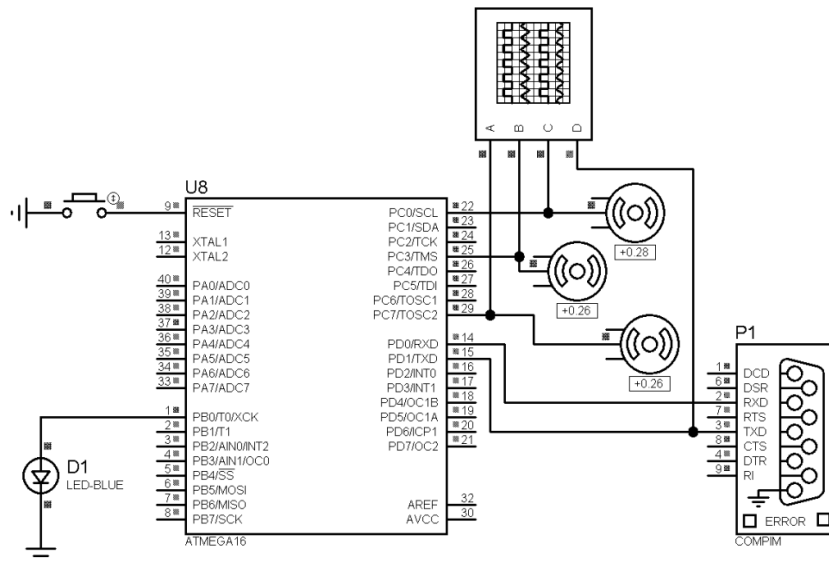 A B C D
U8
9 RESET
13 XTAL1
12 XTAL2
40 PA0/ADC0
39 PA1/ADC1
38 PA2/ADC2
37 PA3/ADC3
36 PA4/ADC4
35 PA5/ADC5
34 PA6/ADC6
33 PA7/ADC7
1 PB0/T0/XCK
2 PB1/T1
3 PB2/AIN0/INT2
4 PB3/AIN1/OC0
5 PB4/SS
6 PB5/MOSI
7 PB6/MISO
8 PB7/SCK
PC0/SCL 22
PC1/SDA 23
PC2/TCK 24
PC3/TMS 25
PC4/TDO 26
PC5/TDI 27
PC6/TOSC1 28
PC7/TOSC2 29
PD0/RXD 14
PD1/TXD 15
PD2/INT0 16
PD3/INT1 17
PD4/OC1B 18
PD5/OC1A 19
PD6/ICP1 20
PD7/OC2 21
AREF 32
AVCC 30
ATMEGA16
D1
LED-BLUE
+0.28
+0.26
+0.26
P1
1 DCD
6 DSR
2 RXD
7 RTS
3 TXD
8 CTS
4 DTR
9 RI
ERROR
COMPIM